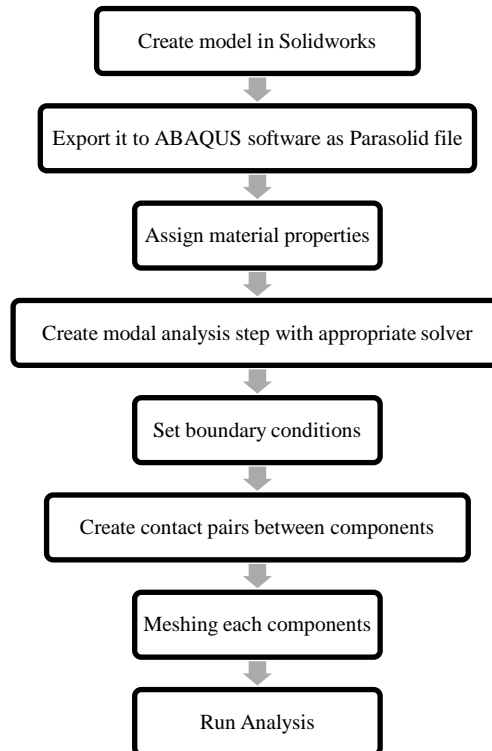 Create model in Solidworks
Export it to ABAQUS software as Parasolid file
Assign material properties
Create modal analysis step with appropriate solver
Set boundary conditions
Create contact pairs between components
Meshing each components
Run Analysis